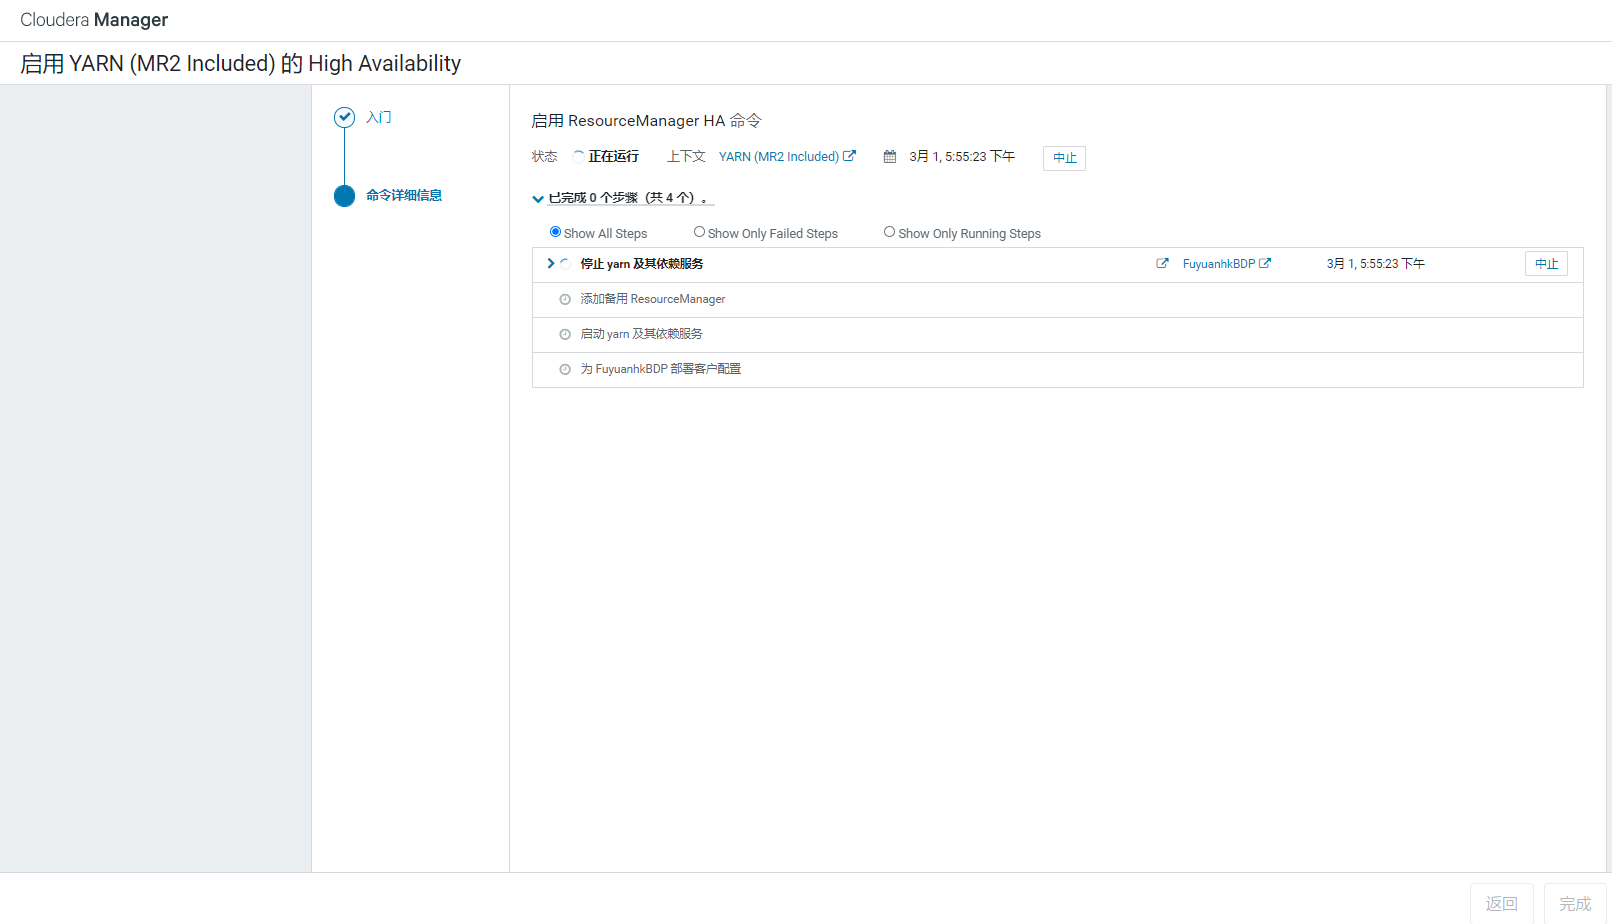 Cloudera Manager
启用 YARN (MR2 Included) 的 High Availability
入门
命令详细信息
启用 ResourceManager HA 命令
状态 正在运行 上下文 YARN (MR2 Included) 3月 1, 5:55:23 下午 中止
已完成 0 个步骤（共 4 个）。
Show All Steps Show Only Failed Steps Show Only Running Steps
停止 yarn 及其依赖服务 FuyuanhkBDP 3月 1, 5:55:23 下午 中止
添加备用 ResourceManager
启动 yarn 及其依赖服务
为 FuyuanhkBDP 部署客户配置
返回 完成